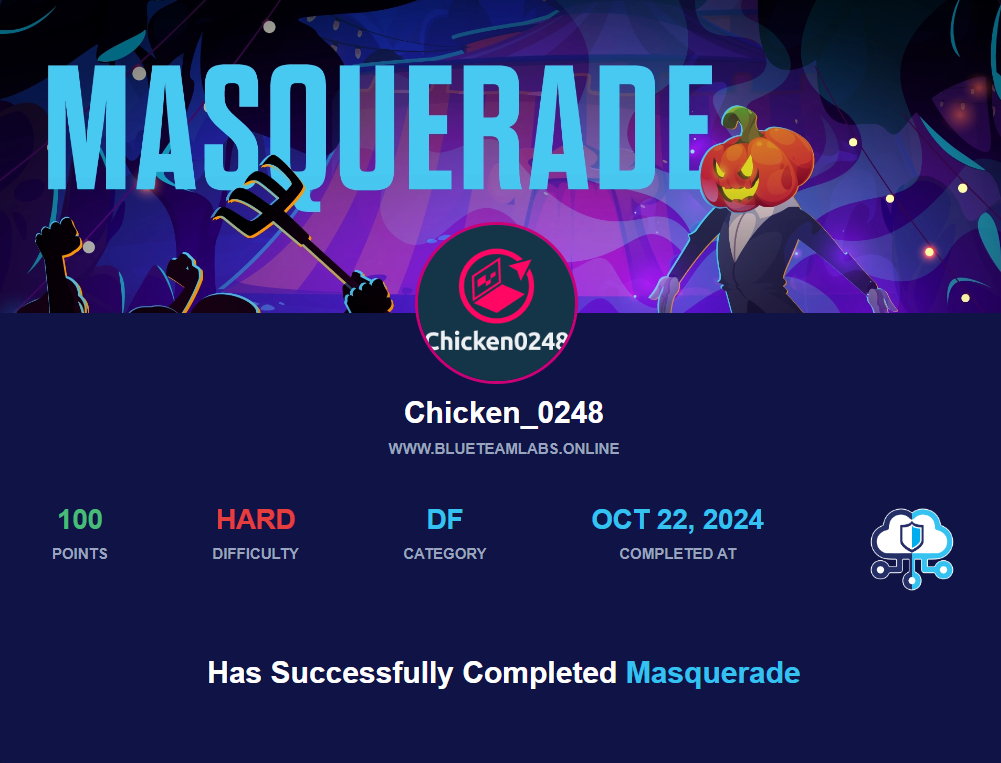 MASQUERADE
Chicken0248
Chicken_0248
WWW.BLUETEAMLABS.ONLINE
100 HARD DF OCT 22, 2024
POINTS DIFFICULTY CATEGORY COMPLETED AT
Has Successfully Completed Masquerade